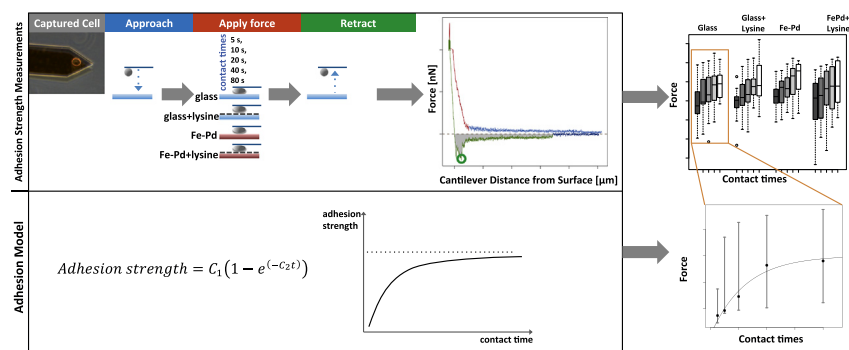 Captured Cell
Approach
Apply force
Retract
Adhesion Strength Measurements
contact times
5 s,
10 s,
20 s,
40 s,
80 s
glass
glass+lysine
Fe-Pd
Fe-Pd+lysine
Force [nN]
Cantilever Distance from Surface [µm]
Glass
Glass+
Lysine
Fe-Pd
FePd+
Lysine
Force
Contact times
Adhesion Model
Adhesion strength = C₁(1 − e^(−C₂t))
adhesion
strength
contact time
Force
Contact times